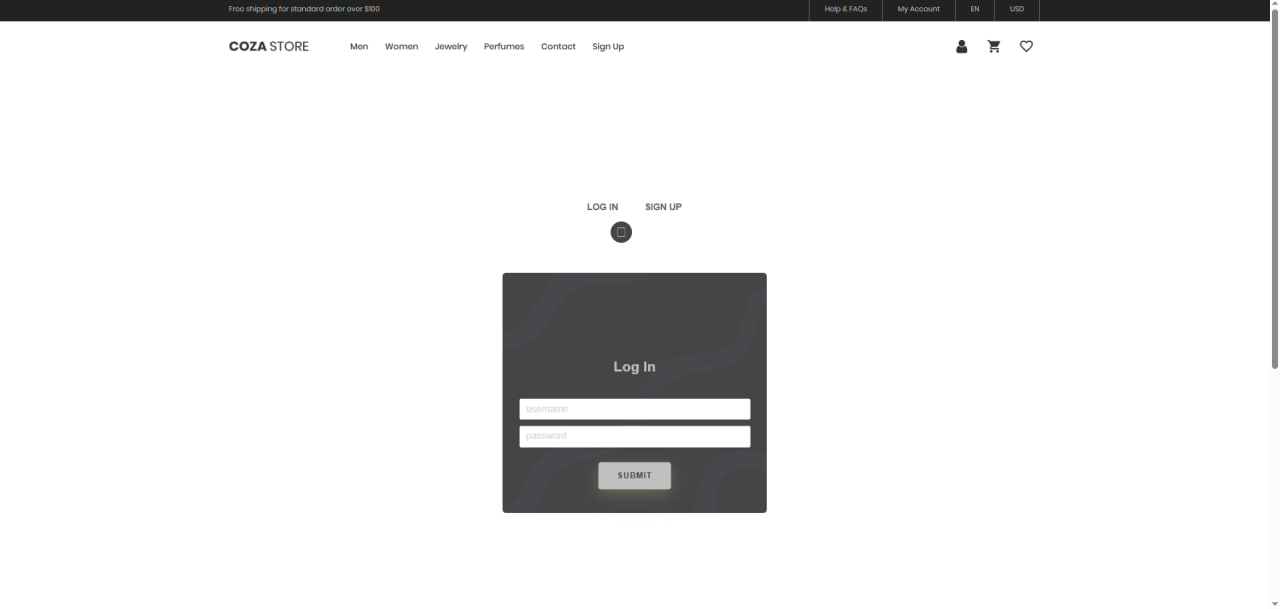 Free shipping for standard order over $100
Help & FAQs
My Account
EN
USD
COZA STORE
Men
Women
Jewelry
Perfumes
Contact
Sign Up
LOG IN
SIGN UP
Log In
username
password
SUBMIT